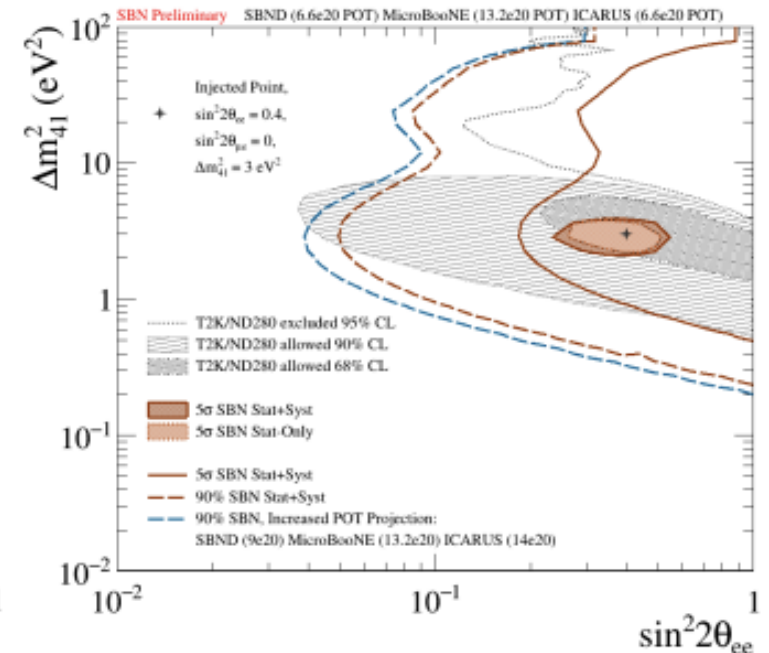 SBN Preliminary SBND (6.6e20 POT) MicroBooNE (13.2e20 POT) ICARUS (6.6e20 POT)
Δm²₄₁ (eV²)
10²
10
1
10⁻¹
10⁻²
Injected Point,
sin²2θₑₑ = 0.4,
sin²2θμₑ = 0,
Δm²₄₁ = 3 eV²
T2K/ND280 excluded 95% CL
T2K/ND280 allowed 90% CL
T2K/ND280 allowed 68% CL
5σ SBN Stat+Syst
5σ SBN Stat-Only
5σ SBN Stat+Syst
90% SBN Stat+Syst
90% SBN, Increased POT Projection:
SBND (9e20) MicroBooNE (13.2e20) ICARUS (14e20)
10⁻² 10⁻¹ 1
sin²2θₑₑ